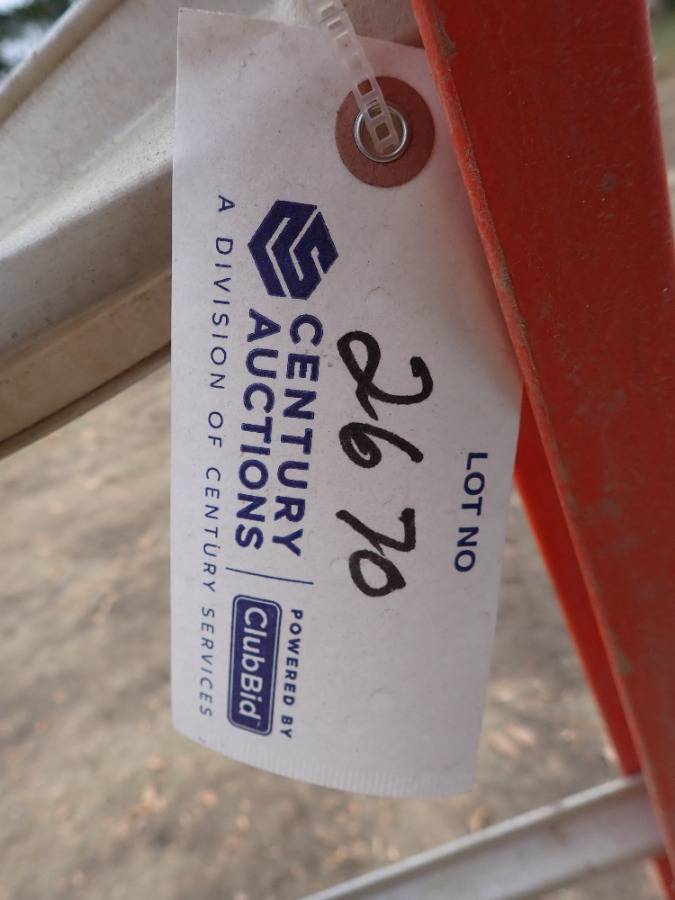 LOT NO
2670
CENTURY
AUCTIONS
A DIVISION OF CENTURY SERVICES
POWERED BY
ClubBid